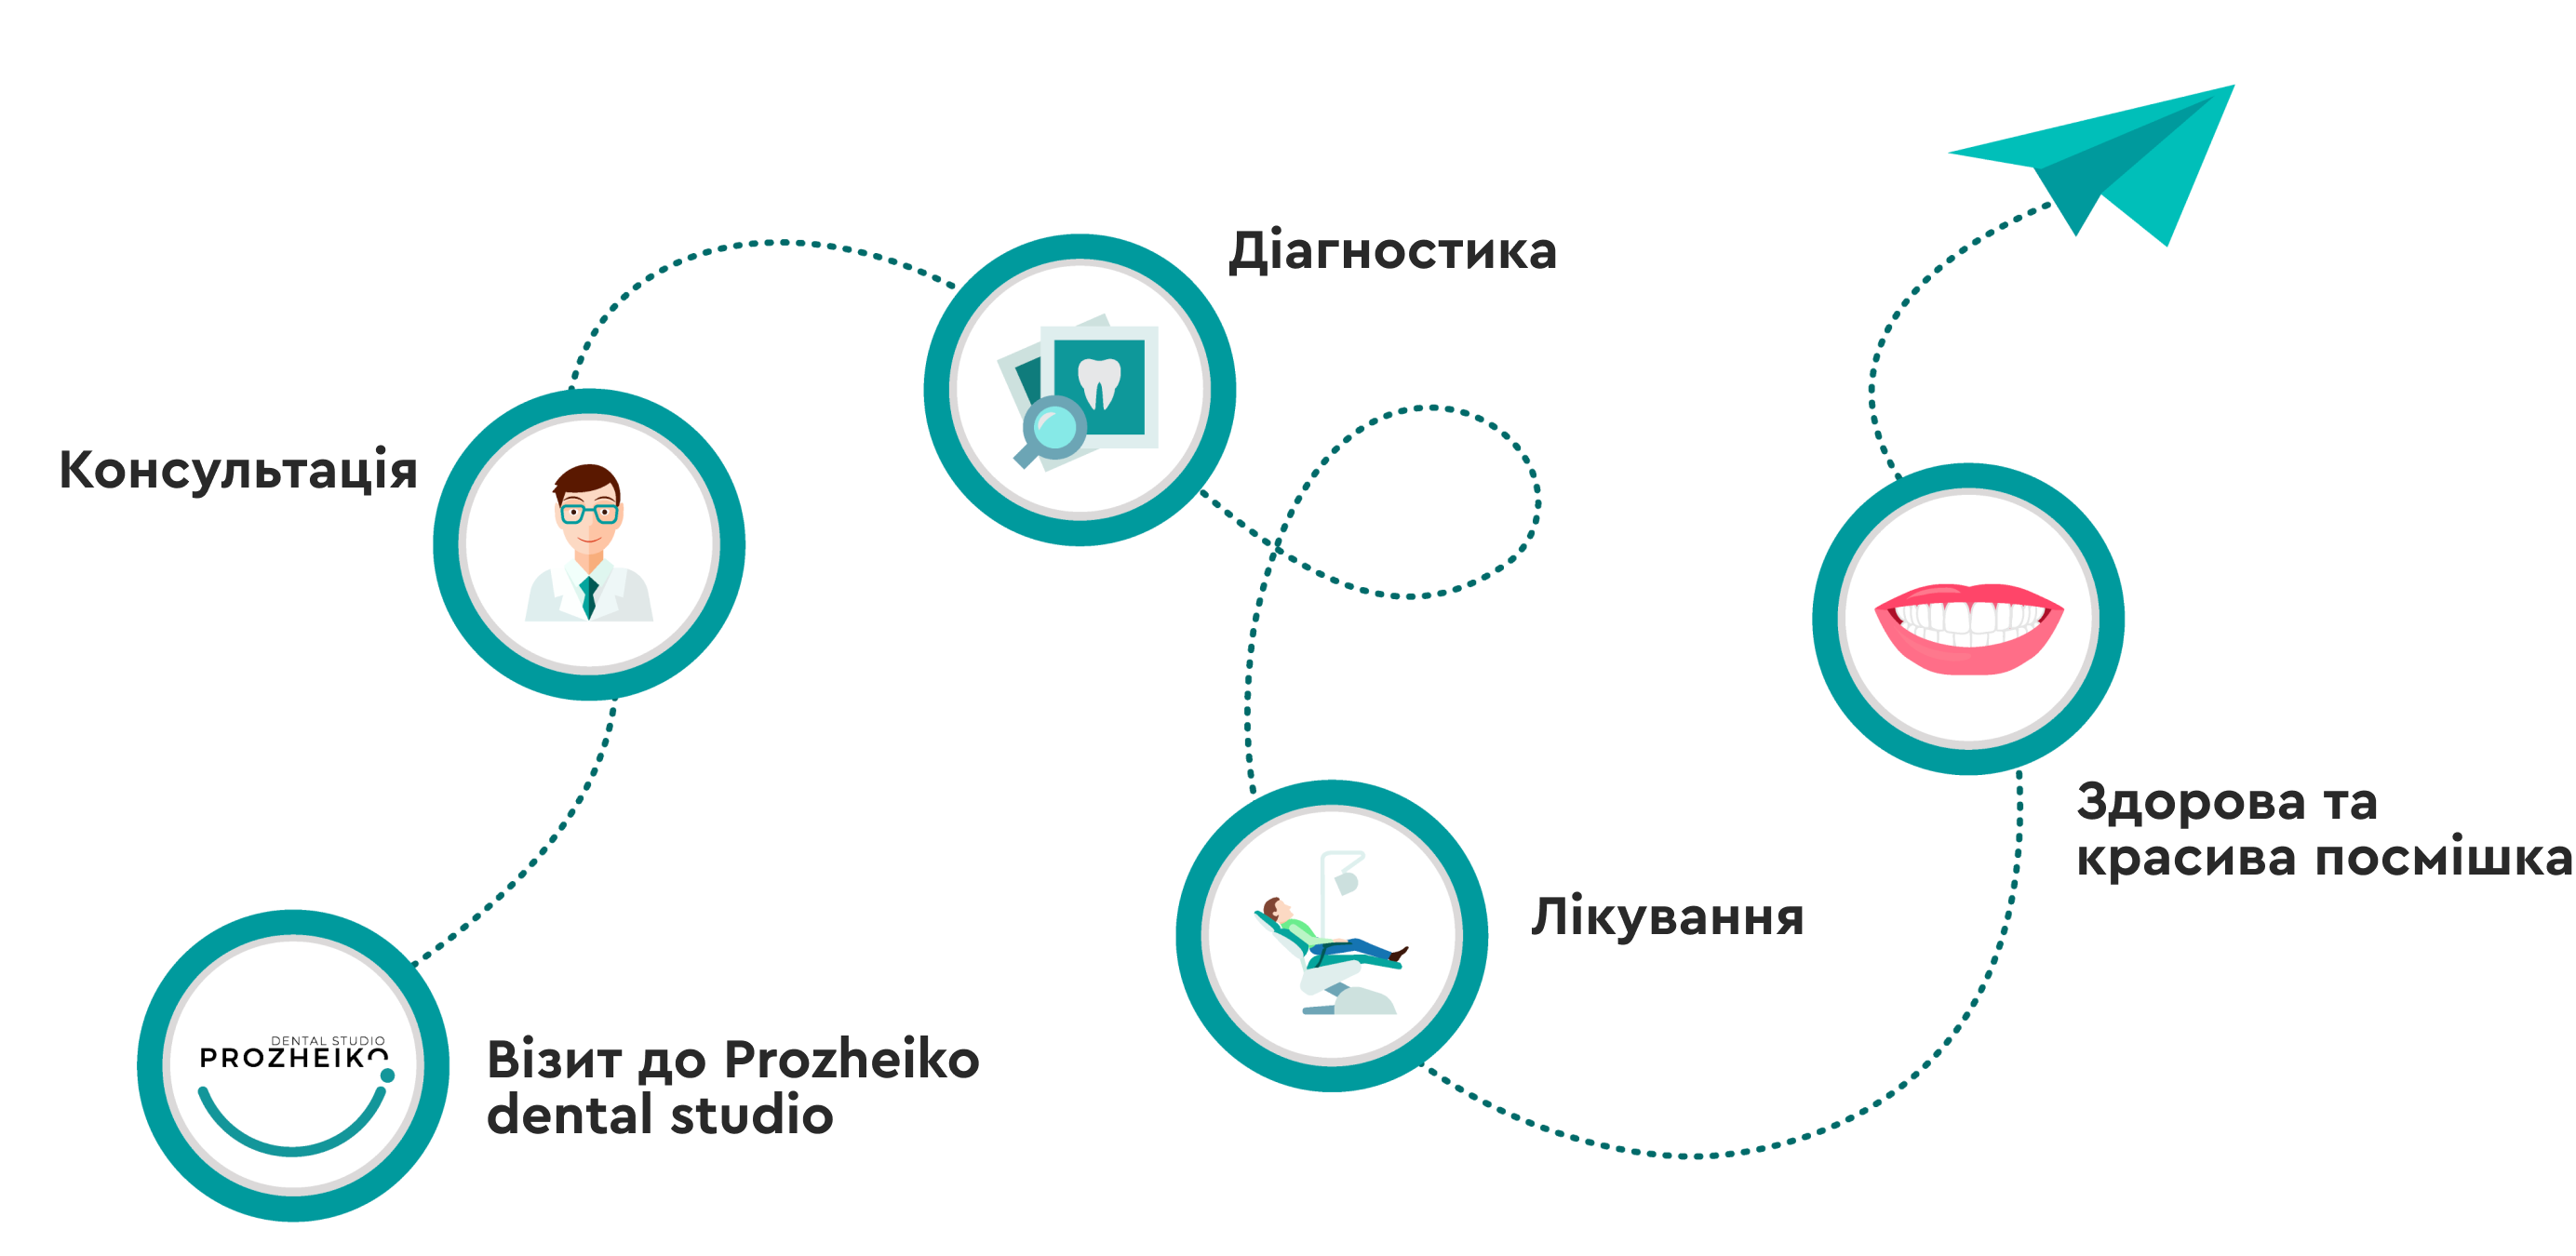 Діагностика
Консультація
Здорова та
красива посмішка
Лікування
DENTAL STUDIO
PROZHEIKO
Візит до Prozheiko
dental studio